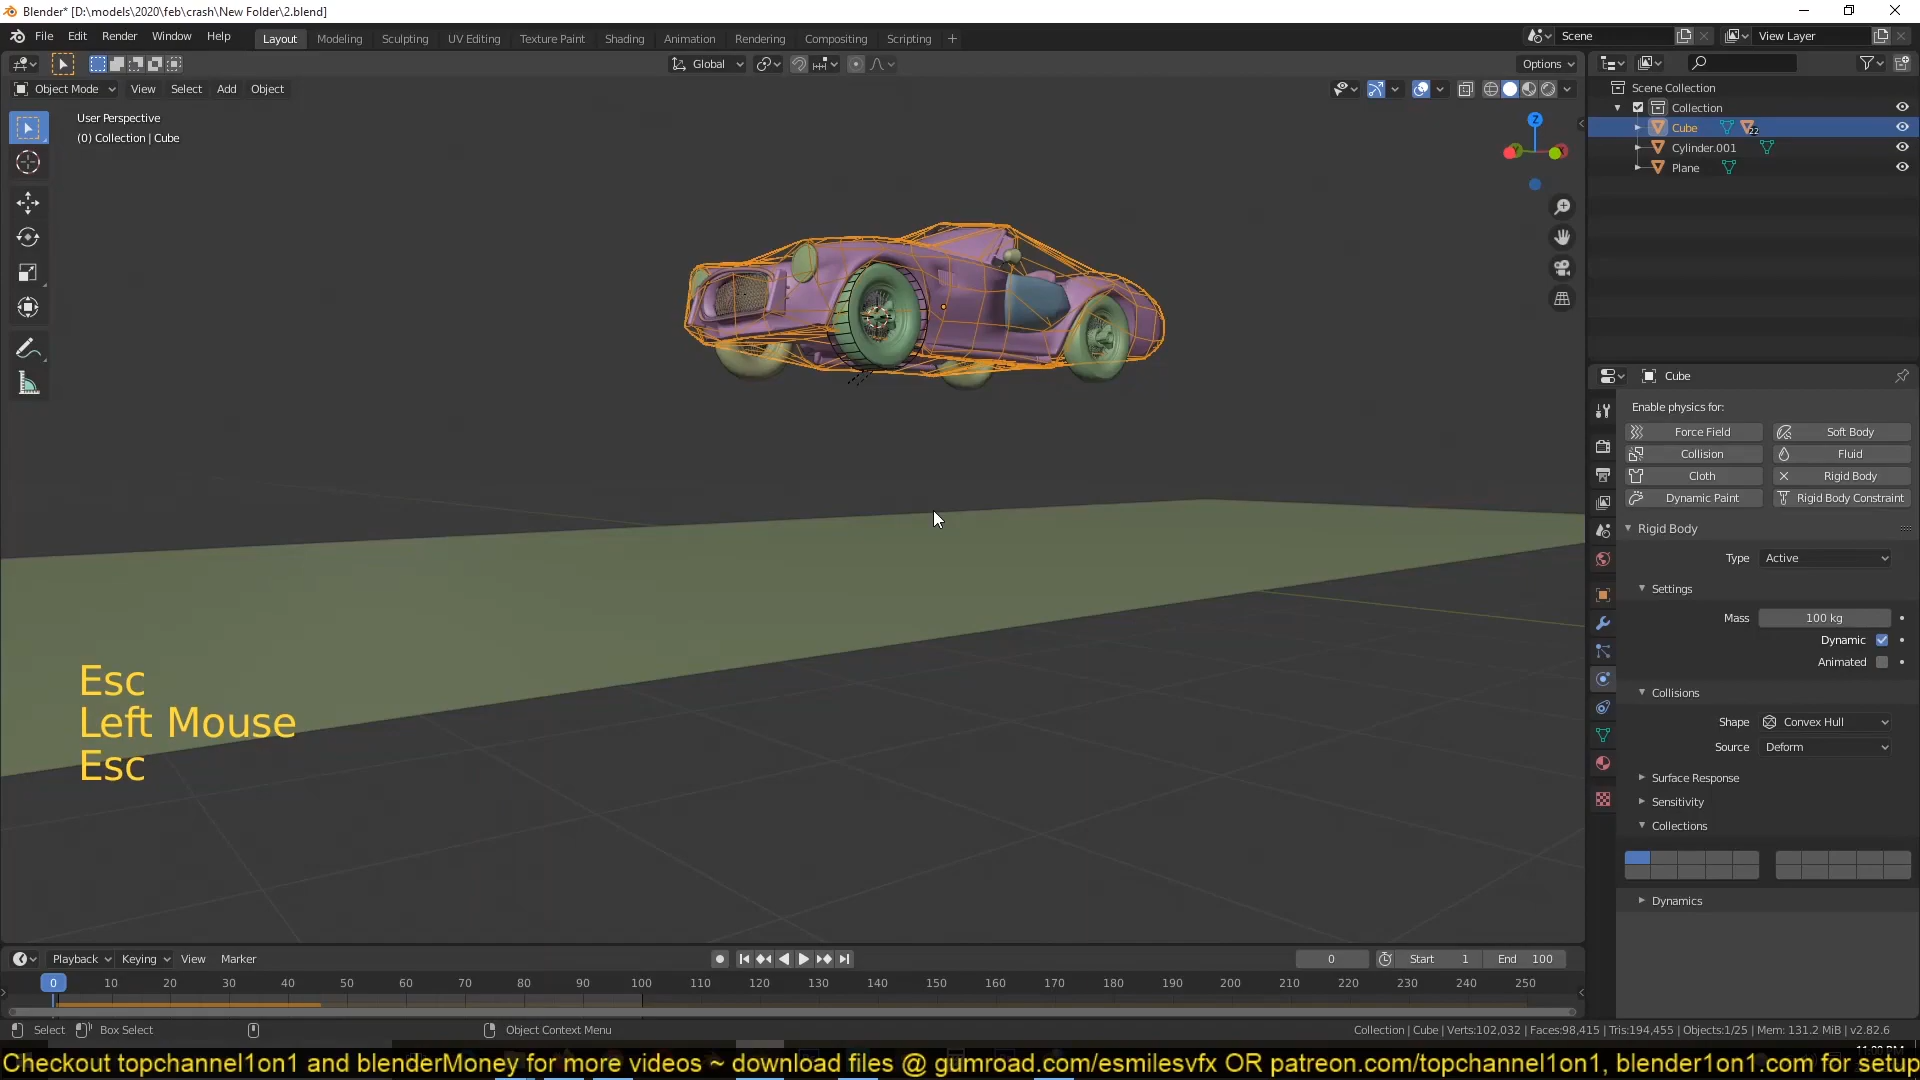 Blender* [D:\models\2020\feb\crash\New Folder\2.blend]
File Edit Render Window Help Layout Modeling Sculpting UV Editing Texture Paint Shading Animation Rendering Compositing Scripting + Scene View Layer
Global Options
Object Mode View Select Add Object
User Perspective
(0) Collection | Cube
Z
Scene Collection
Collection
Cube 22
Cylinder.001
Plane
Cube
Enable physics for:
Force Field Soft Body
Collision Fluid
Cloth Rigid Body
Dynamic Paint Rigid Body Constraint
Rigid Body
Type Active
Settings
Mass 100 kg
Dynamic
Animated
Collisions
Shape Convex Hull
Source Deform
Surface Response
Sensitivity
Collections
Dynamics
Esc
Left Mouse
Esc
Playback Keying View Marker 0 Start 1 End 100
0 10 20 30 40 50 60 70 80 90 100 110 120 130 140 150 160 170 180 190 200 210 220 230 240 250
Select Box Select Object Context Menu Collection | Cube | Verts:102,032 | Faces:98,415 | Tris:194,455 | Objects:1/25 | Mem: 131.2 MiB | v2.82.6
Checkout topchannel1on1 and blenderMoney for more videos ~ download files @ gumroad.com/esmilesvfx OR patreon.com/topchannel1on1, blender1on1.com for setup